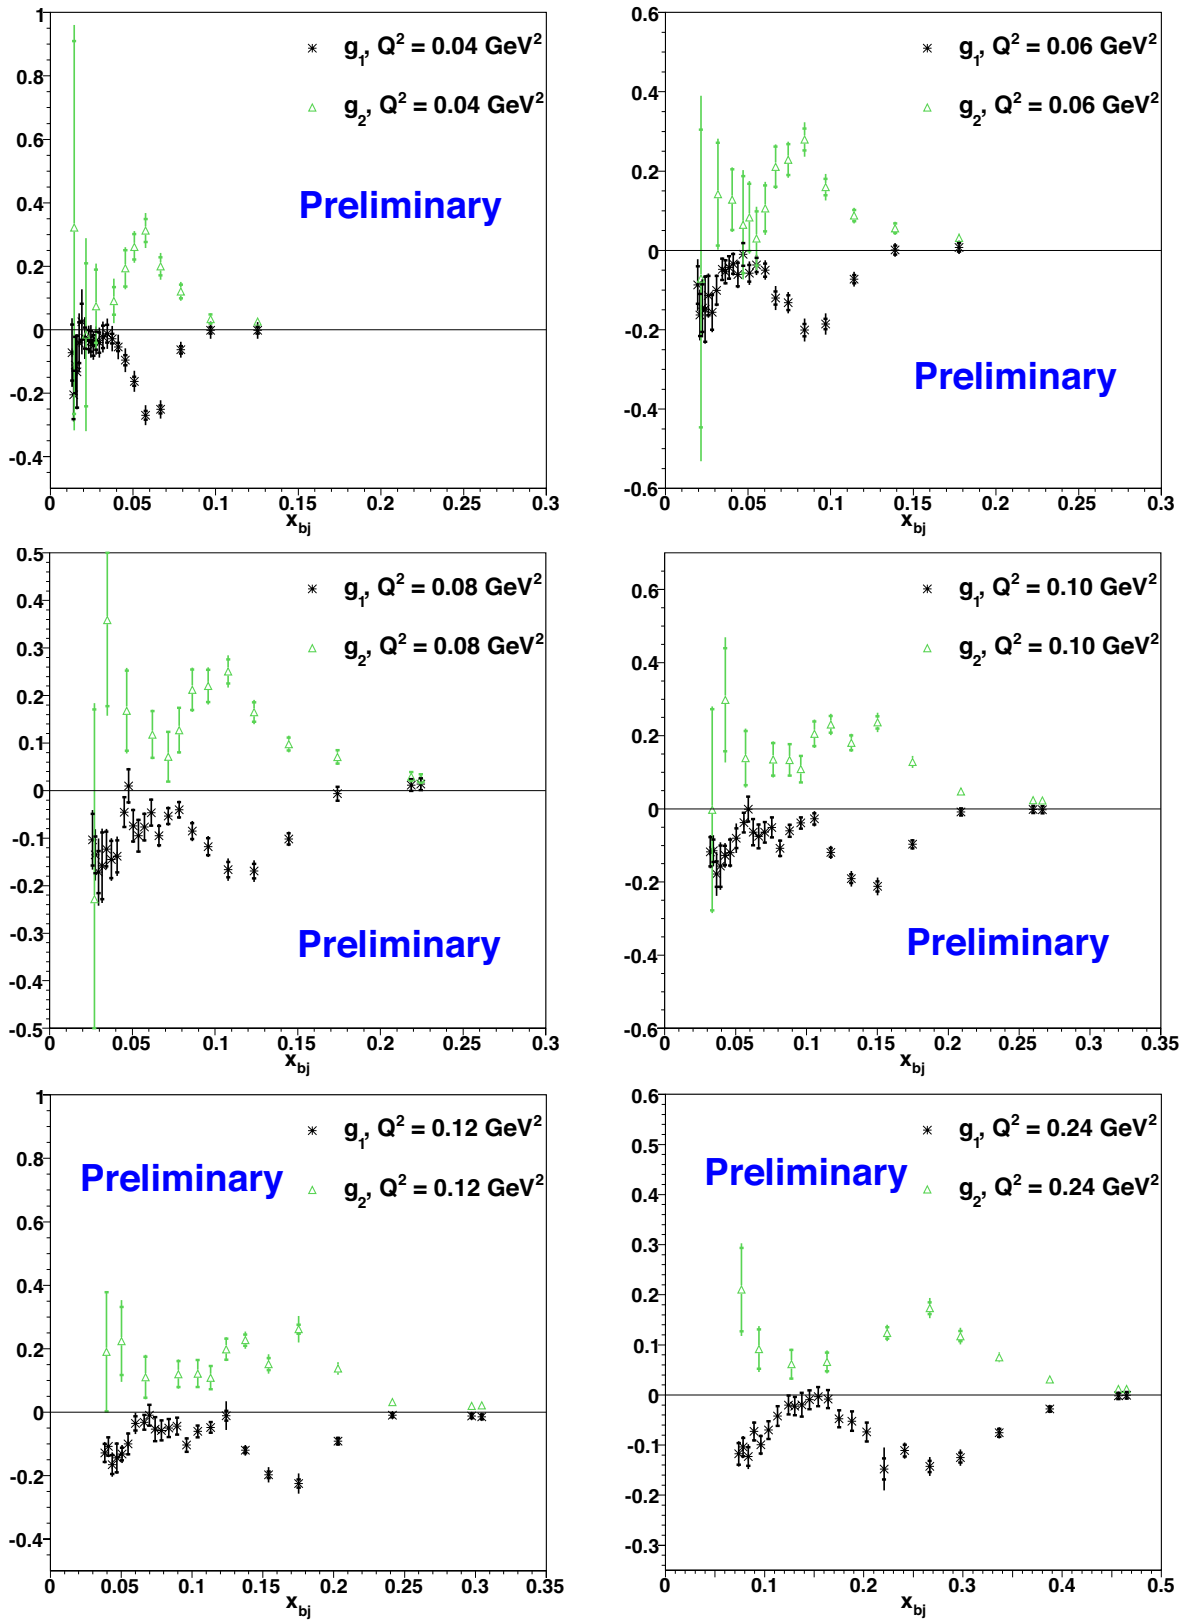 1
0.8
0.6
0.4
0.2
0
-0.2
-0.4
g1, Q2 = 0.04 GeV2
g2, Q2 = 0.04 GeV2
Preliminary
0 0.05 0.1 0.15 0.2 0.25 0.3
xbj
0.6
0.4
0.2
0
-0.2
-0.4
-0.6
g1, Q2 = 0.06 GeV2
g2, Q2 = 0.06 GeV2
Preliminary
0 0.05 0.1 0.15 0.2 0.25 0.3
xbj
0.5
0.4
0.3
0.2
0.1
0
-0.1
-0.2
-0.3
-0.4
-0.5
g1, Q2 = 0.08 GeV2
g2, Q2 = 0.08 GeV2
Preliminary
0 0.05 0.1 0.15 0.2 0.25 0.3
xbj
0.6
0.4
0.2
0
-0.2
-0.4
-0.6
g1, Q2 = 0.10 GeV2
g2, Q2 = 0.10 GeV2
Preliminary
0 0.05 0.1 0.15 0.2 0.25 0.3 0.35
xbj
1
0.8
0.6
0.4
0.2
0
-0.2
-0.4
g1, Q2 = 0.12 GeV2
Preliminary
g2, Q2 = 0.12 GeV2
0 0.05 0.1 0.15 0.2 0.25 0.3 0.35
xbj
0.6
0.5
0.4
0.3
0.2
0.1
0
-0.1
-0.2
-0.3
g1, Q2 = 0.24 GeV2
Preliminary
g2, Q2 = 0.24 GeV2
0 0.1 0.2 0.3 0.4 0.5
xbj